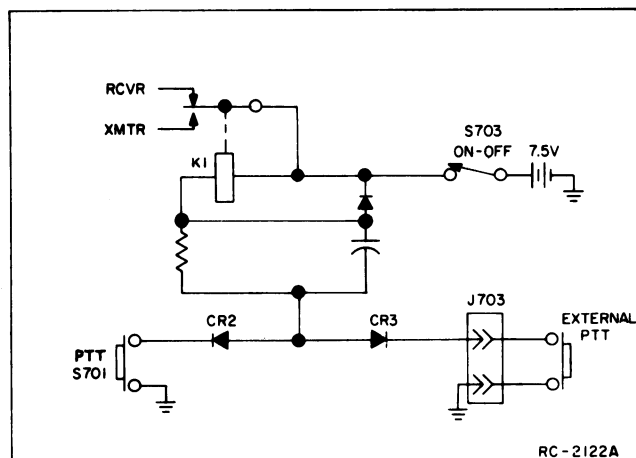 RCVR
XMTR
K1
S703
ON-OFF
7.5V
J703
CR2
CR3
EXTERNAL
PTT
PTT
S701
RC-2122A